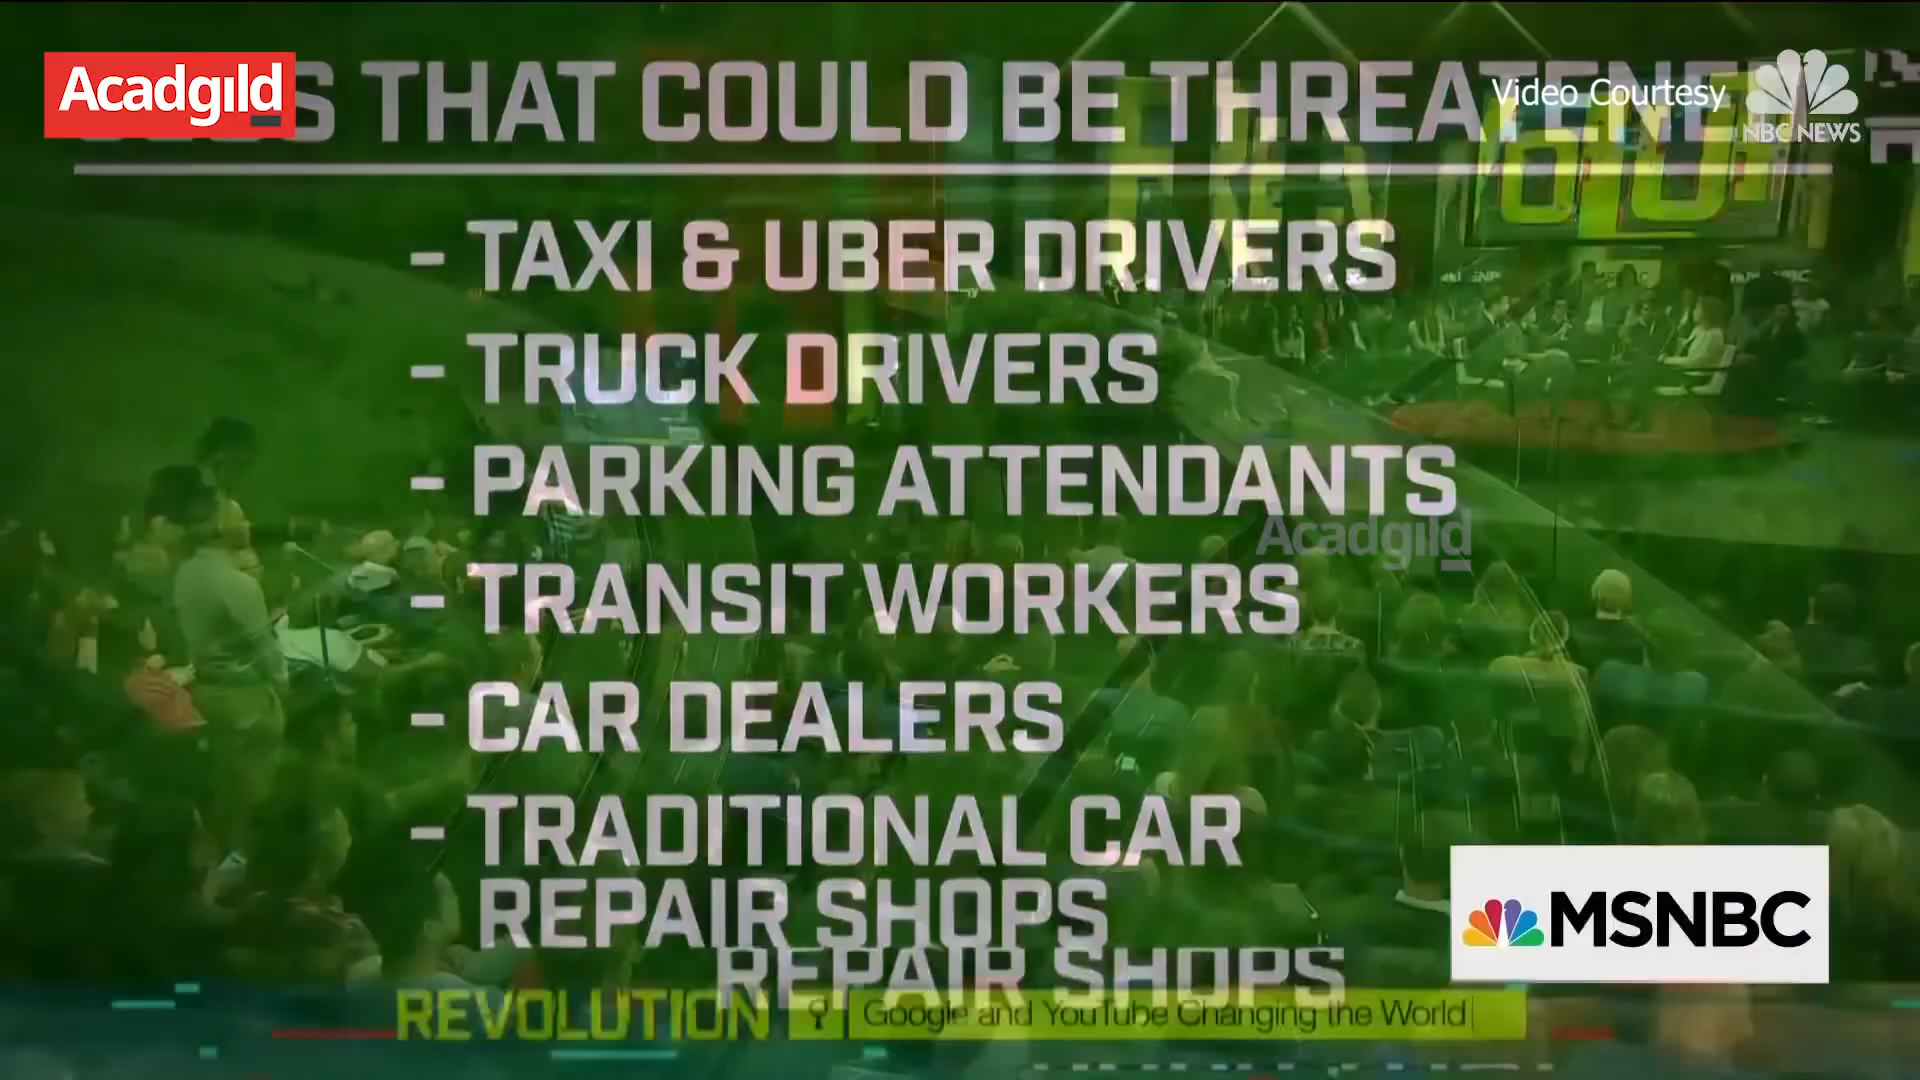 Acadgild
S THAT COULD BE THREATENE
Video Courtesy
NBC NEWS
- TAXI & UBER DRIVERS
- TRUCK DRIVERS
- PARKING ATTENDANTS
Acadgild
- TRANSIT WORKERS
- CAR DEALERS
- TRADITIONAL CAR
REPAIR SHOPS
REPAIR SHOPS
MSNBC
REVOLUTION
Google and YouTube Changing the World